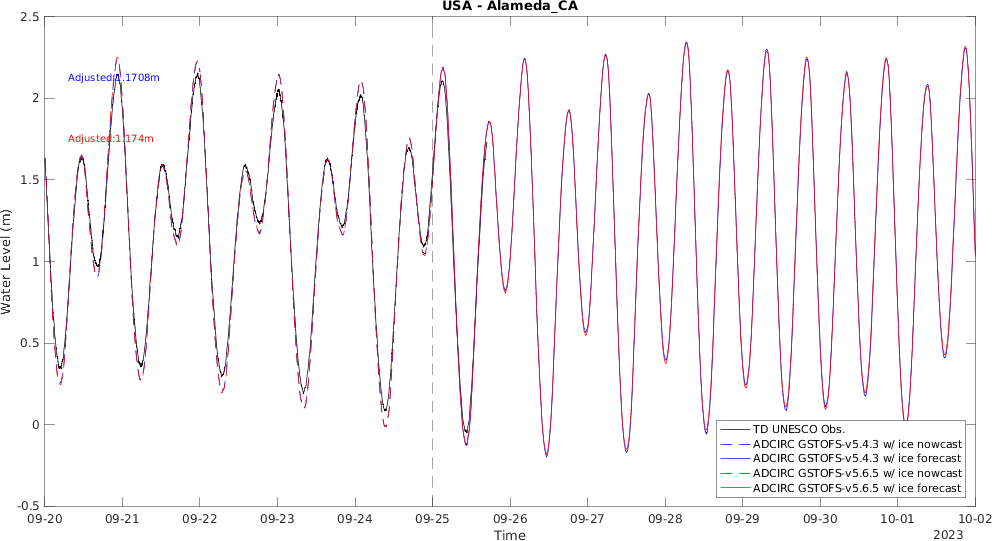 USA - Alameda_CA
2.5
2
1.5
1
0.5
0
-0.5
Water Level (m)
Adjusted:1.1708m
Adjusted:1.174m
TD UNESCO Obs.
ADCIRC GSTOFS-v5.4.3 w/ ice nowcast
ADCIRC GSTOFS-v5.4.3 w/ ice forecast
ADCIRC GSTOFS-v5.6.5 w/ ice nowcast
ADCIRC GSTOFS-v5.6.5 w/ ice forecast
09-20 09-21 09-22 09-23 09-24 09-25 09-26 09-27 09-28 09-29 09-30 10-01 10-02
Time
2023